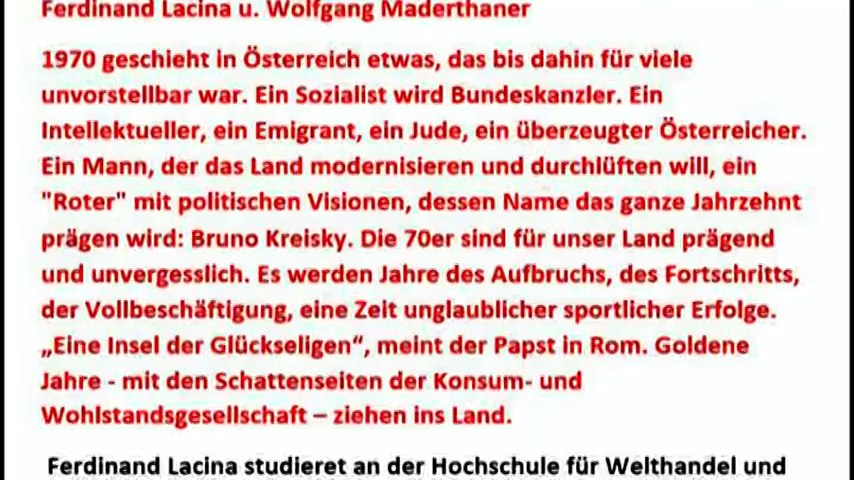 Ferdinand Lacina u. Wolfgang Maderthaner
1970 geschieht in Österreich etwas, das bis dahin für viele
unvorstellbar war. Ein Sozialist wird Bundeskanzler. Ein
Intellektueller, ein Emigrant, ein Jude, ein überzeugter Österreicher.
Ein Mann, der das Land modernisieren und durchlüften will, ein
"Roter" mit politischen Visionen, dessen Name das ganze Jahrzehnt
prägen wird: Bruno Kreisky. Die 70er sind für unser Land prägend
und unvergesslich. Es werden Jahre des Aufbruchs, des Fortschritts,
der Vollbeschäftigung, eine Zeit unglaublicher sportlicher Erfolge.
„Eine Insel der Glückseligen“, meint der Papst in Rom. Goldene
Jahre - mit den Schattenseiten der Konsum- und
Wohlstandsgesellschaft – ziehen ins Land.
Ferdinand Lacina studieret an der Hochschule für Welthandel und